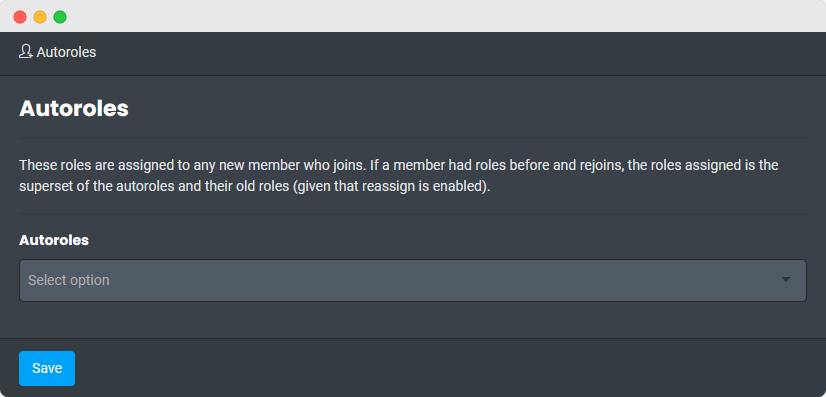 Autoroles
Autoroles
These roles are assigned to any new member who joins. If a member had roles before and rejoins, the roles assigned is the
superset of the autoroles and their old roles (given that reassign is enabled).
Autoroles
Select option
Save